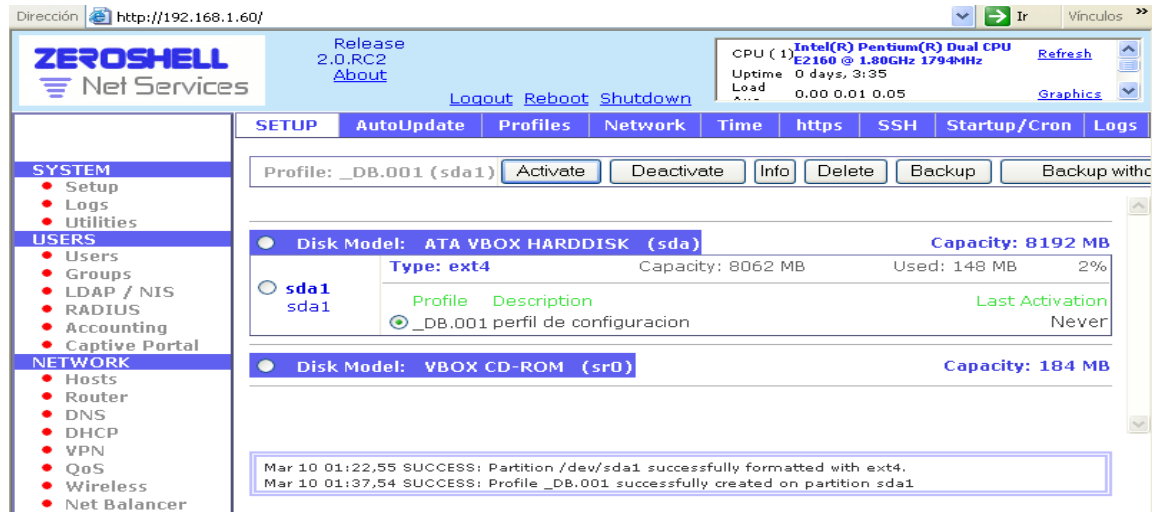 Dirección http://192.168.1.60/ Ir Vínculos »
ZEROSHELL
Net Services
Release
2.0.RC2
About
Logout Reboot Shutdown
CPU ( 1) Intel(R) Pentium(R) Dual CPU
E2160 @ 1.80GHz 1794MHz
Refresh
Uptime 0 days, 3:35
Load
0.00 0.01 0.05
Graphics
SETUP AutoUpdate Profiles Network Time https SSH Startup/Cron Logs
Profile: _DB.001 (sda1) Activate Deactivate Info Delete Backup Backup witho
SYSTEM
Setup
Logs
Utilities
USERS
Users
Groups
LDAP / NIS
RADIUS
Accounting
Captive Portal
NETWORK
Hosts
Router
DNS
DHCP
VPN
QoS
Wireless
Net Balancer
Disk Model: ATA VBOX HARDDISK (sda) Capacity: 8192 MB
sda1
sda1
Type: ext4 Capacity: 8062 MB Used: 148 MB 2%
Profile Description Last Activation
_DB.001 perfil de configuracion Never
Disk Model: VBOX CD-ROM (sr0) Capacity: 184 MB
Mar 10 01:22,55 SUCCESS: Partition /dev/sda1 successfully formatted with ext4.
Mar 10 01:37,54 SUCCESS: Profile _DB.001 successfully created on partition sda1